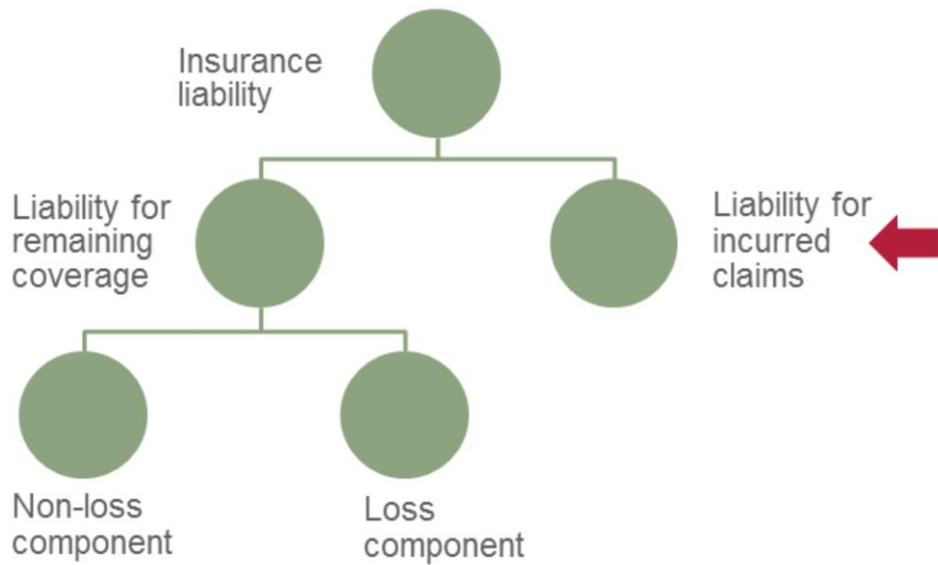 Insurance
liability
Liability for
remaining
coverage
Liability for
incurred
claims
Non-loss
component
Loss
component